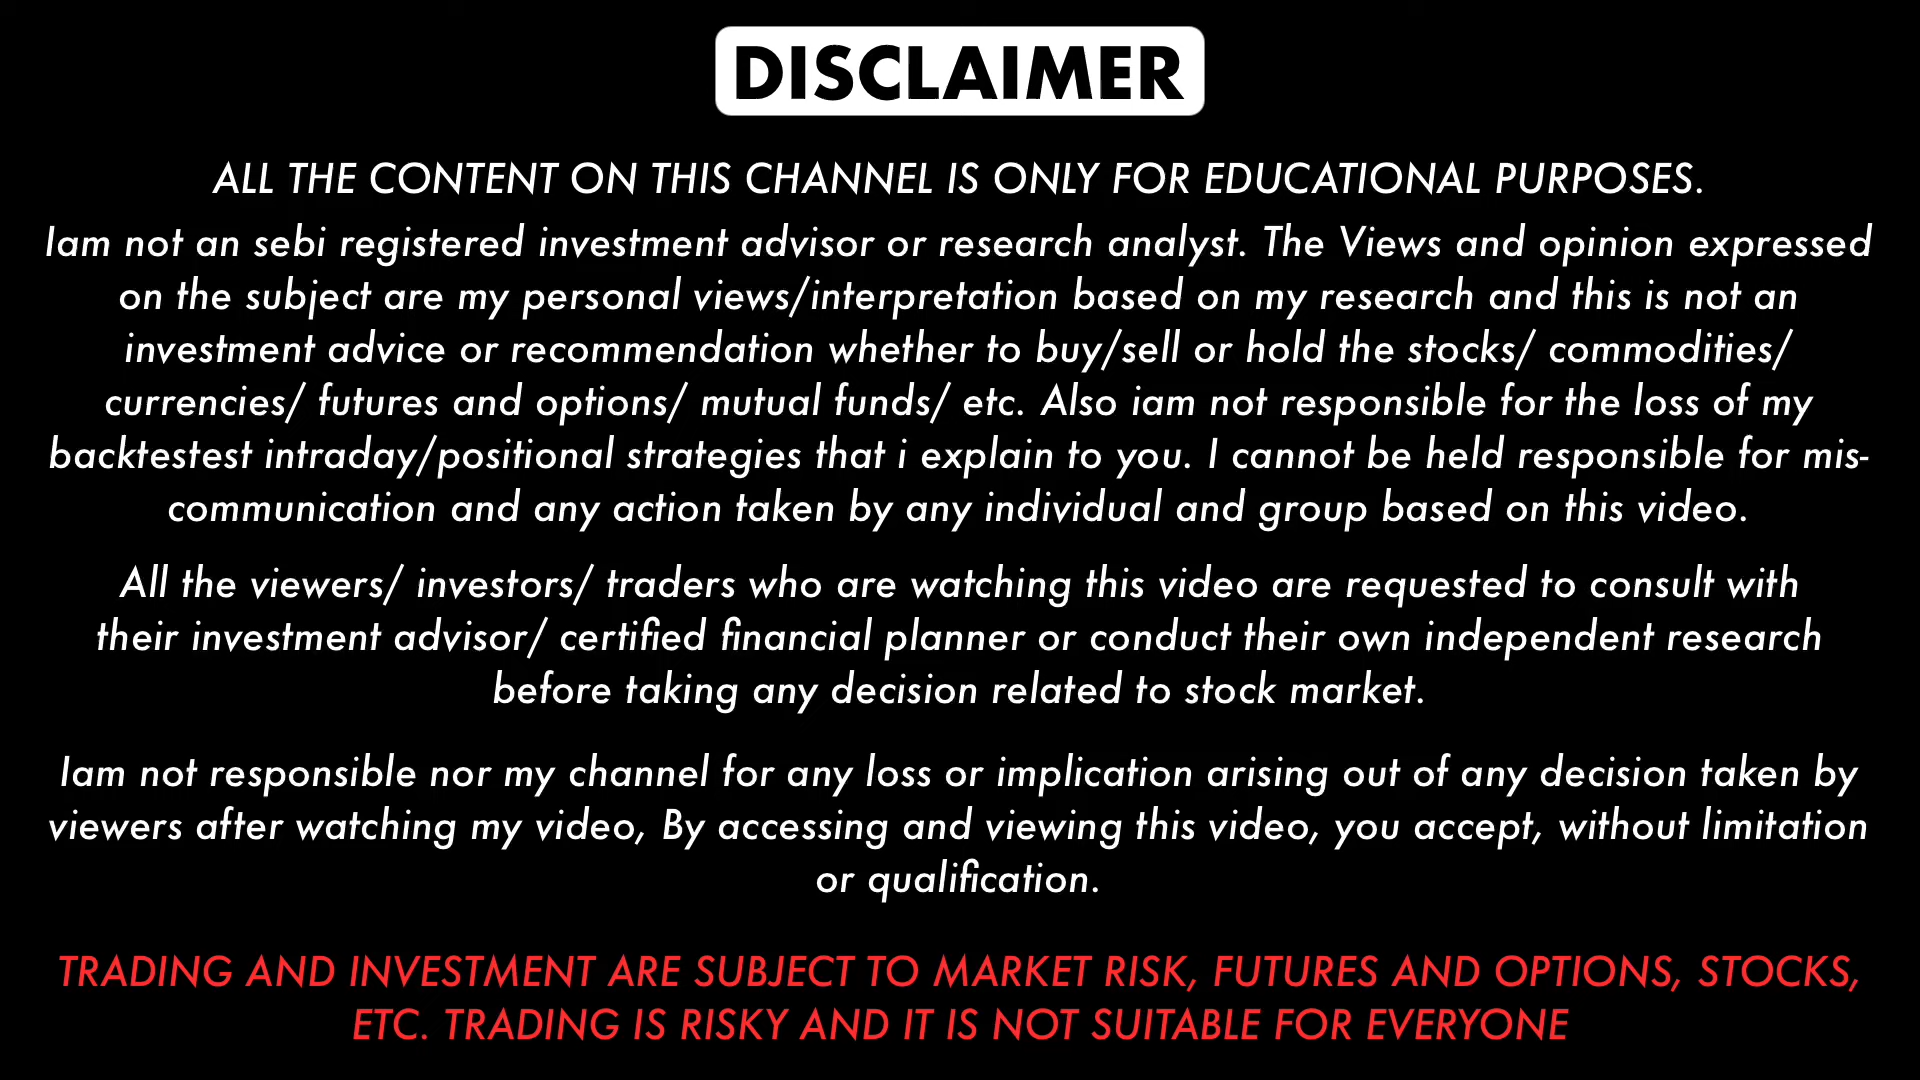 DISCLAIMER
ALL THE CONTENT ON THIS CHANNEL IS ONLY FOR EDUCATIONAL PURPOSES.
Iam not an sebi registered investment advisor or research analyst. The Views and opinion expressed
on the subject are my personal views/interpretation based on my research and this is not an
investment advice or recommendation whether to buy/sell or hold the stocks/ commodities/
currencies/ futures and options/ mutual funds/ etc. Also iam not responsible for the loss of my
backtestest intraday/positional strategies that i explain to you. I cannot be held responsible for mis-
communication and any action taken by any individual and group based on this video.
All the viewers/ investors/ traders who are watching this video are requested to consult with
their investment advisor/ certified financial planner or conduct their own independent research
before taking any decision related to stock market.
Iam not responsible nor my channel for any loss or implication arising out of any decision taken by
viewers after watching my video, By accessing and viewing this video, you accept, without limitation
or qualification.
TRADING AND INVESTMENT ARE SUBJECT TO MARKET RISK, FUTURES AND OPTIONS, STOCKS,
ETC. TRADING IS RISKY AND IT IS NOT SUITABLE FOR EVERYONE